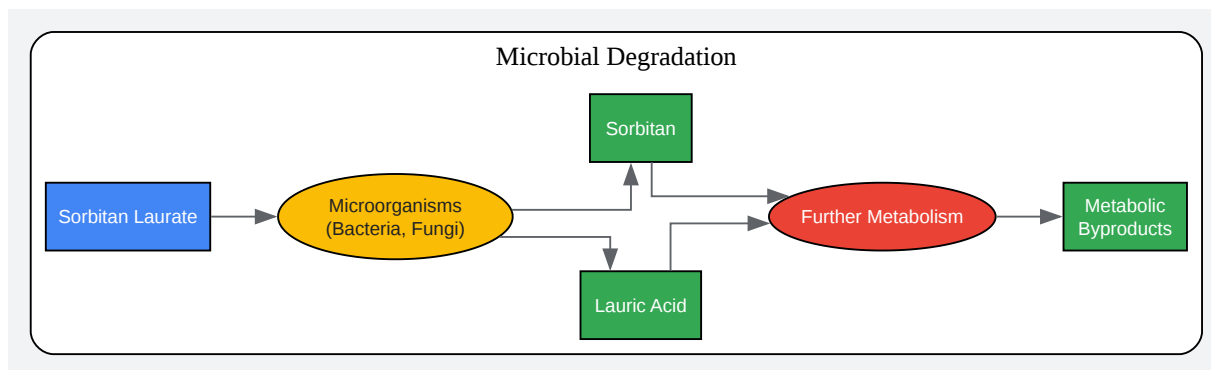 Microbial Degradation
Sorbitan
Sorbitan Laurate
Microorganisms
(Bacteria, Fungi)
Further Metabolism
Metabolic
Byproducts
Lauric Acid